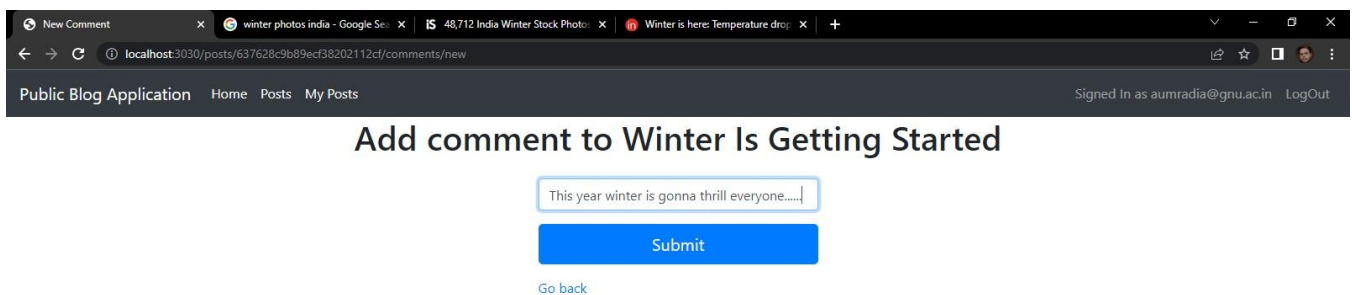 New Comment
winter photos india - Google Sea
iS 48,712 India Winter Stock Photos
in Winter is here: Temperature drop
localhost:3030/posts/637628c9b89ecf38202112cf/comments/new
Public Blog Application Home Posts My Posts Signed In as aumradia@gnu.ac.in LogOut
Add comment to Winter Is Getting Started
This year winter is gonna thrill everyone......
Submit
Go back